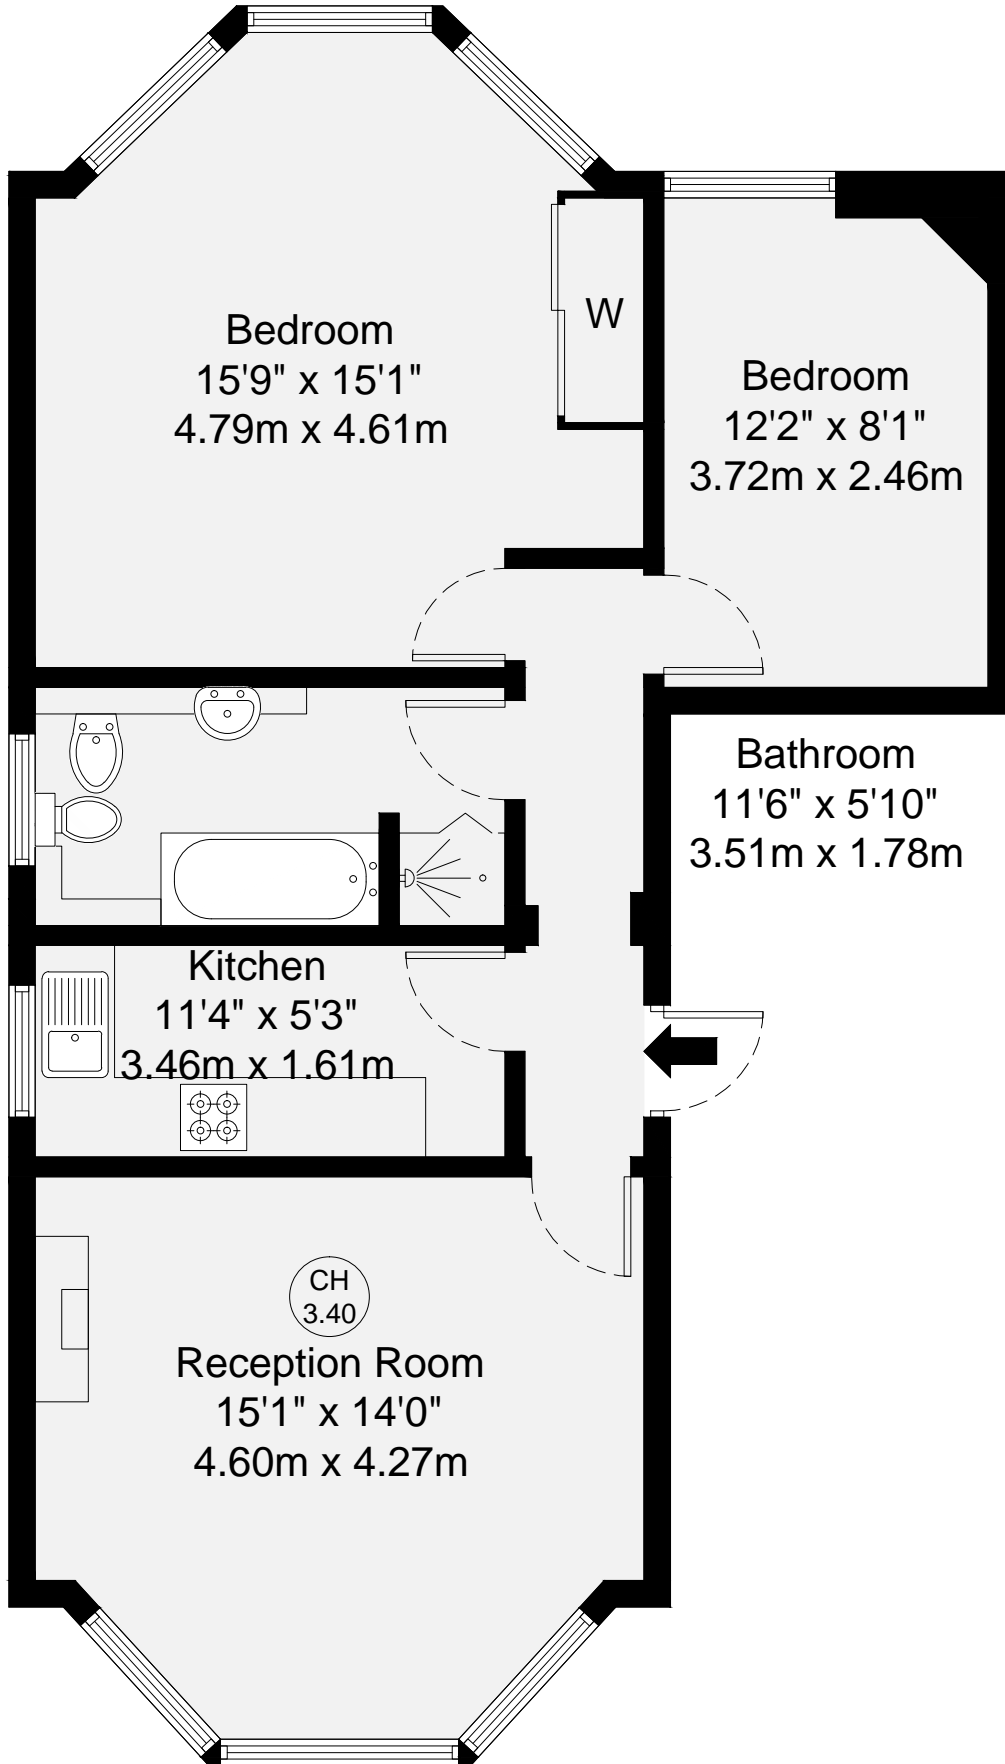 Bedroom
15'9" x 15'1"
4.79m x 4.61m
W
Bedroom
12'2" x 8'1"
3.72m x 2.46m
Bathroom
11'6" x 5'10"
3.51m x 1.78m
Kitchen
11'4" x 5'3"
3.46m x 1.61m
CH
3.40
Reception Room
15'1" x 14'0"
4.60m x 4.27m